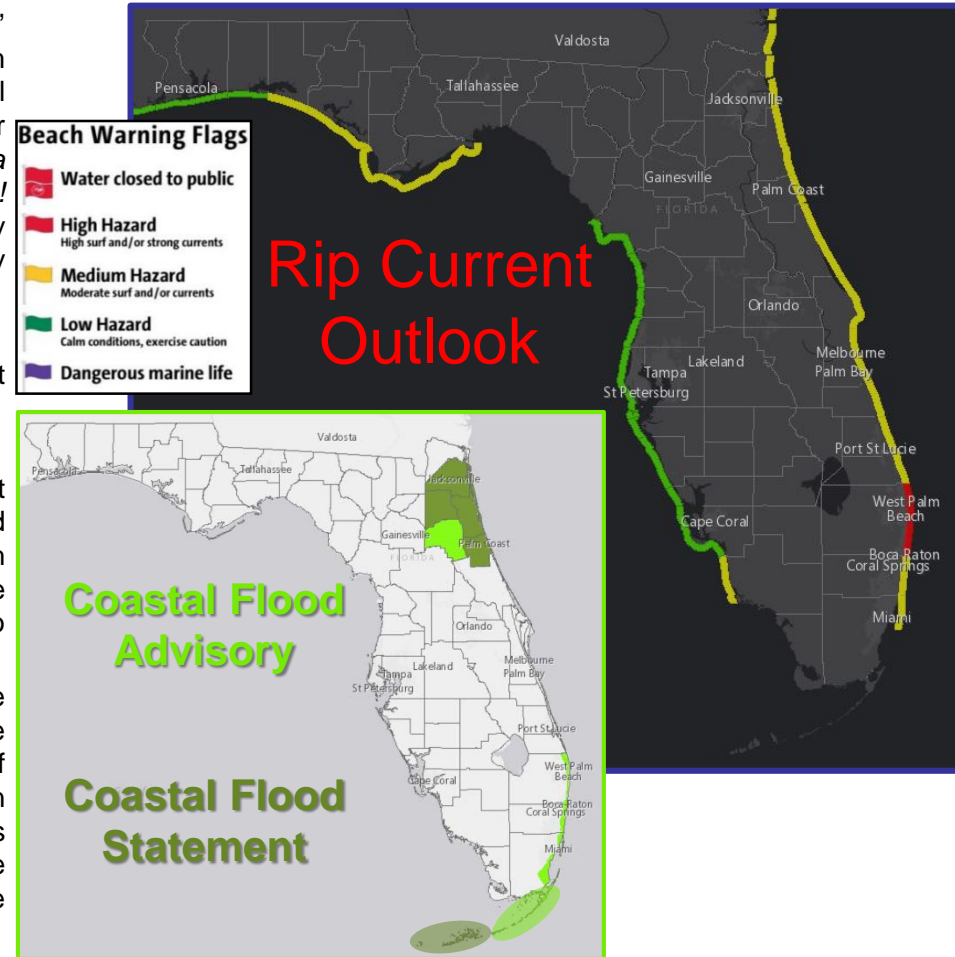 ,
n
l
r
a
!
y
y
t
t
d
n
e
o
e
e
f
n
s
e
e
Beach Warning Flags
Water closed to public
High Hazard
High surf and/or strong currents
Medium Hazard
Moderate surf and/or currents
Low Hazard
Calm conditions, exercise caution
Dangerous marine life
Rip Current
Outlook
Valdosta
Pensacola
Tallahassee
Jacksonville
Gainesville
Palm Coast
FLORIDA
Orlando
Lakeland
Tampa
St Petersburg
Melbourne
Palm Bay
Port St Lucie
Cape Coral
West Palm
Beach
Boca Raton
Coral Springs
Miami
Valdosta
Pensacola
Tallahassee
Jacksonville
Gainesville
Palm Coast
FLORIDA
Coastal Flood
Advisory
Orlando
Lakeland
Tampa
St Petersburg
Melbourne
Palm Bay
Port St Lucie
Cape Coral
West Palm
Beach
Boca Raton
Coral Springs
Miami
Coastal Flood
Statement